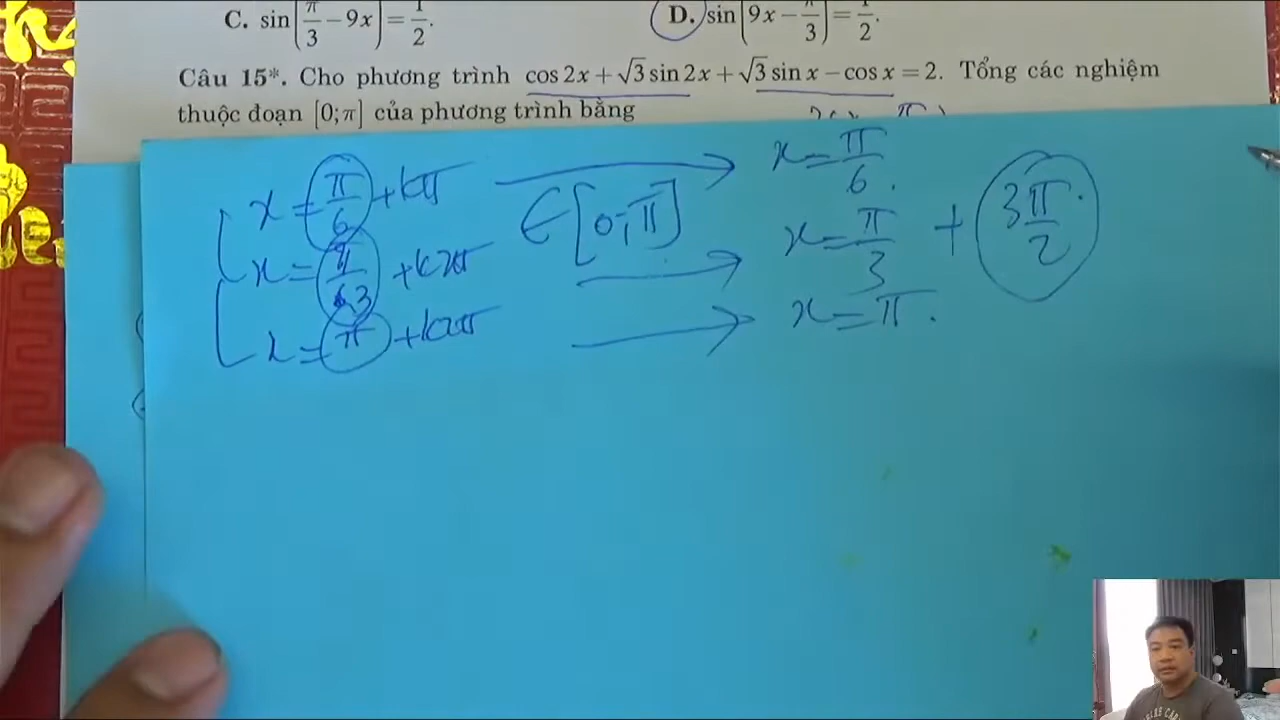 C. sin(π/3 − 9x) = 1/2.
D. sin(9x − π/3) = 1/2.
Câu 15*. Cho phương trình cos 2x + √3 sin 2x + √3 sin x − cos x = 2. Tổng các nghiệm
thuộc đoạn [0; π] của phương trình bằng
x = π/6 + kπ
∈ [0; π]
x = π/6.
x = π/3 + k2π
x = π/3 + 3π/2.
x = π + k2π
x = π.